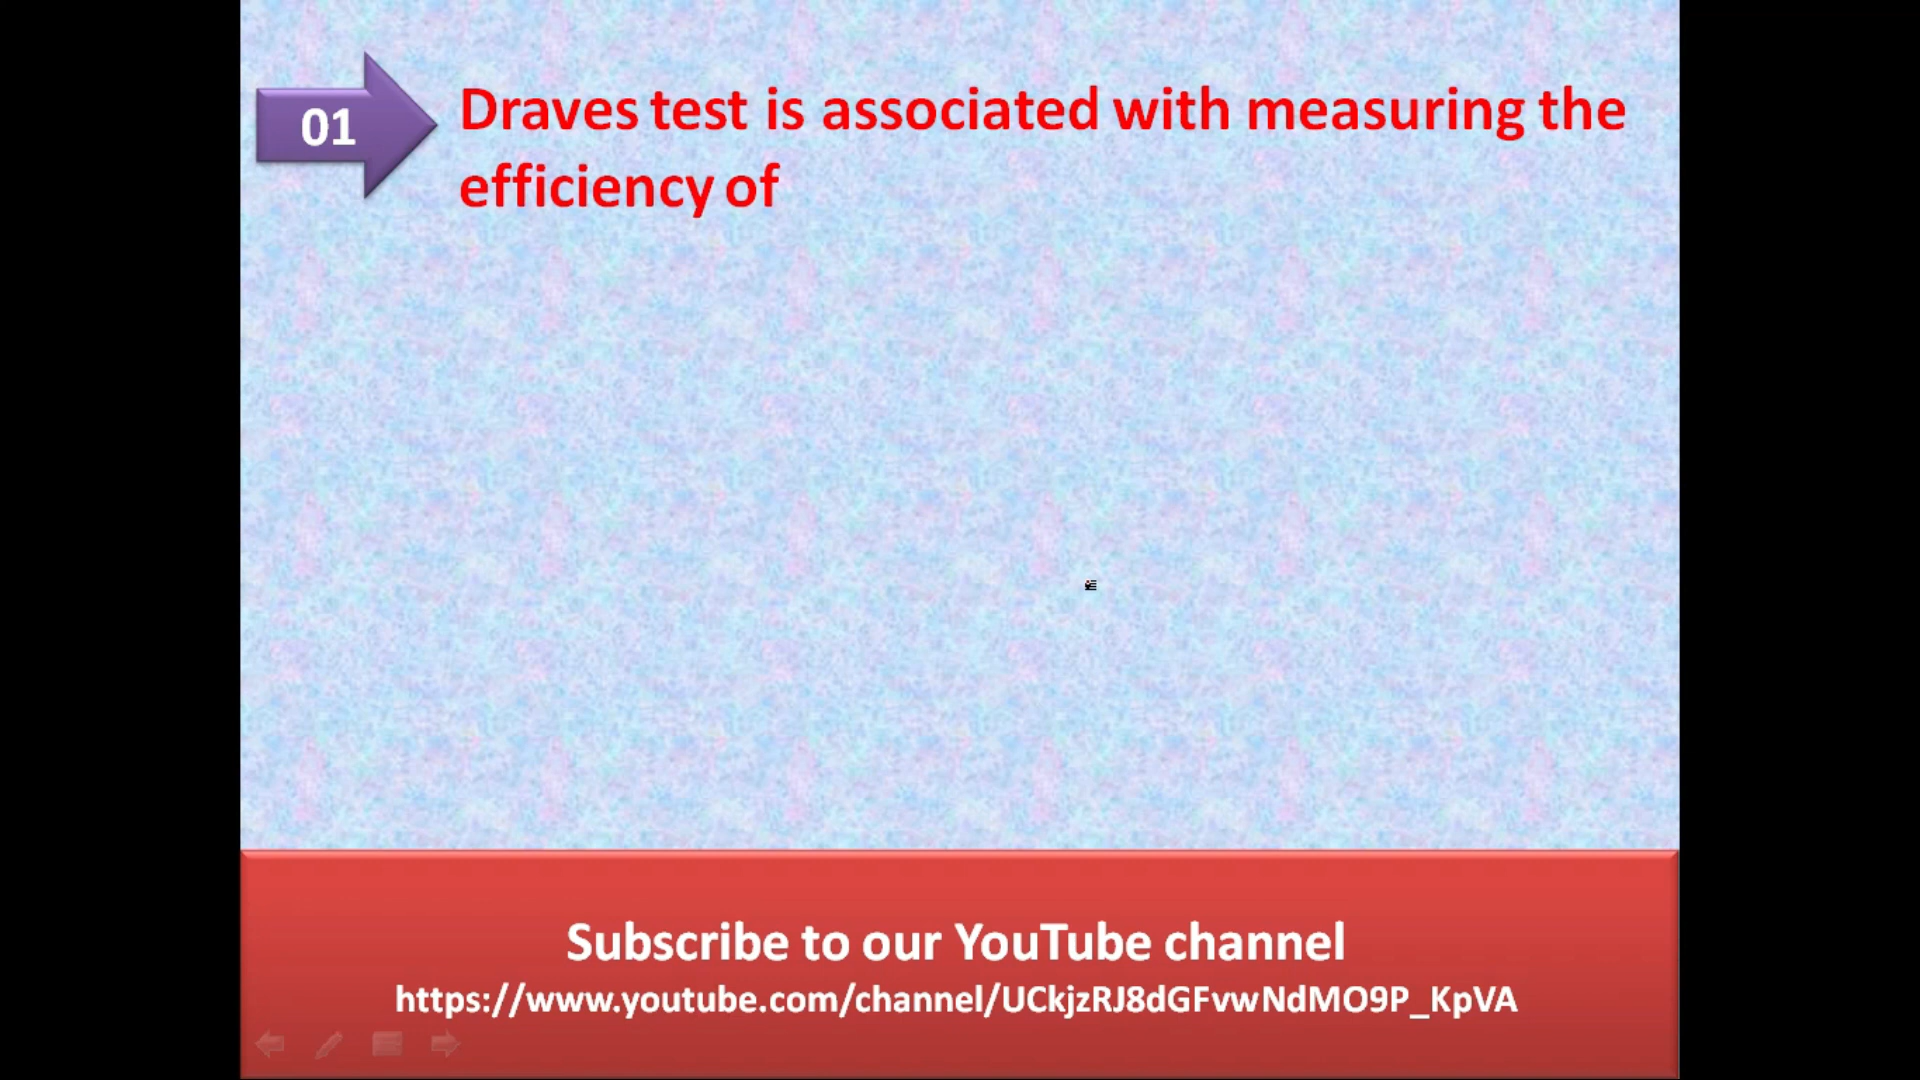 01
Draves test is associated with measuring the
efficiency of
Subscribe to our YouTube channel
https://www.youtube.com/channel/UCkjzRJ8dGFvwNdMO9P_KpVA